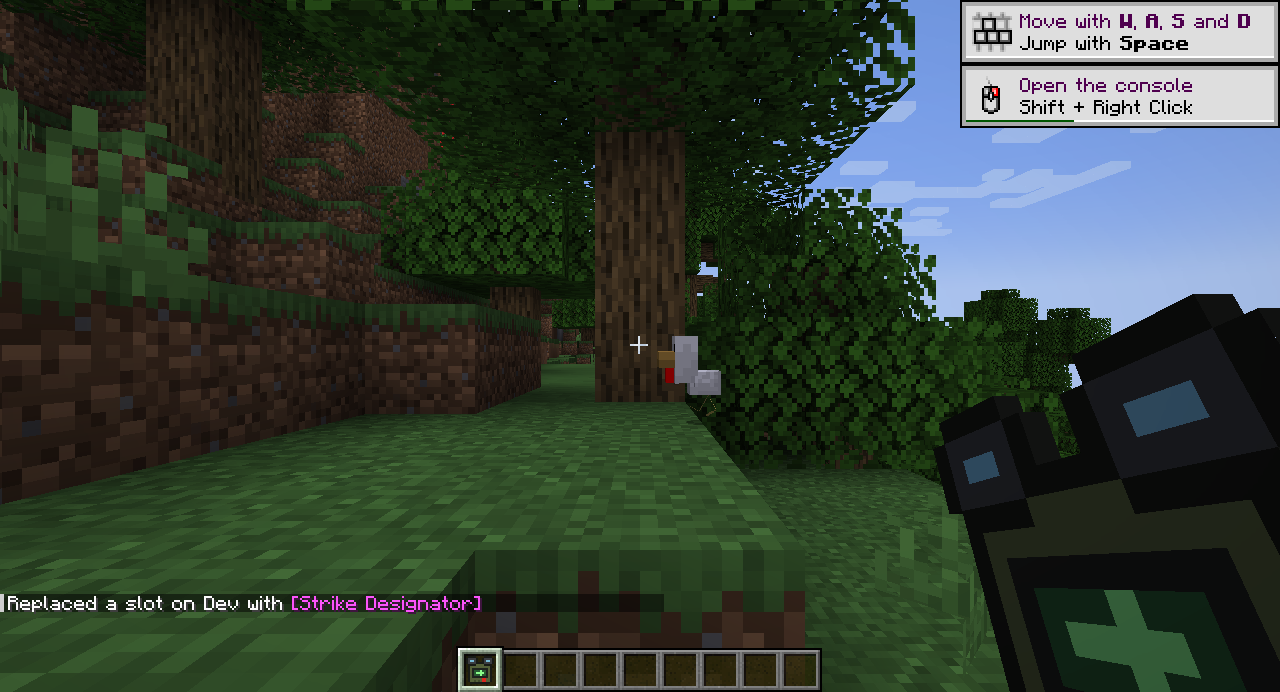 Move with W, A, S and D
Jump with Space
Open the console
Shift + Right Click
Replaced a slot on Dev with [Strike Designator]